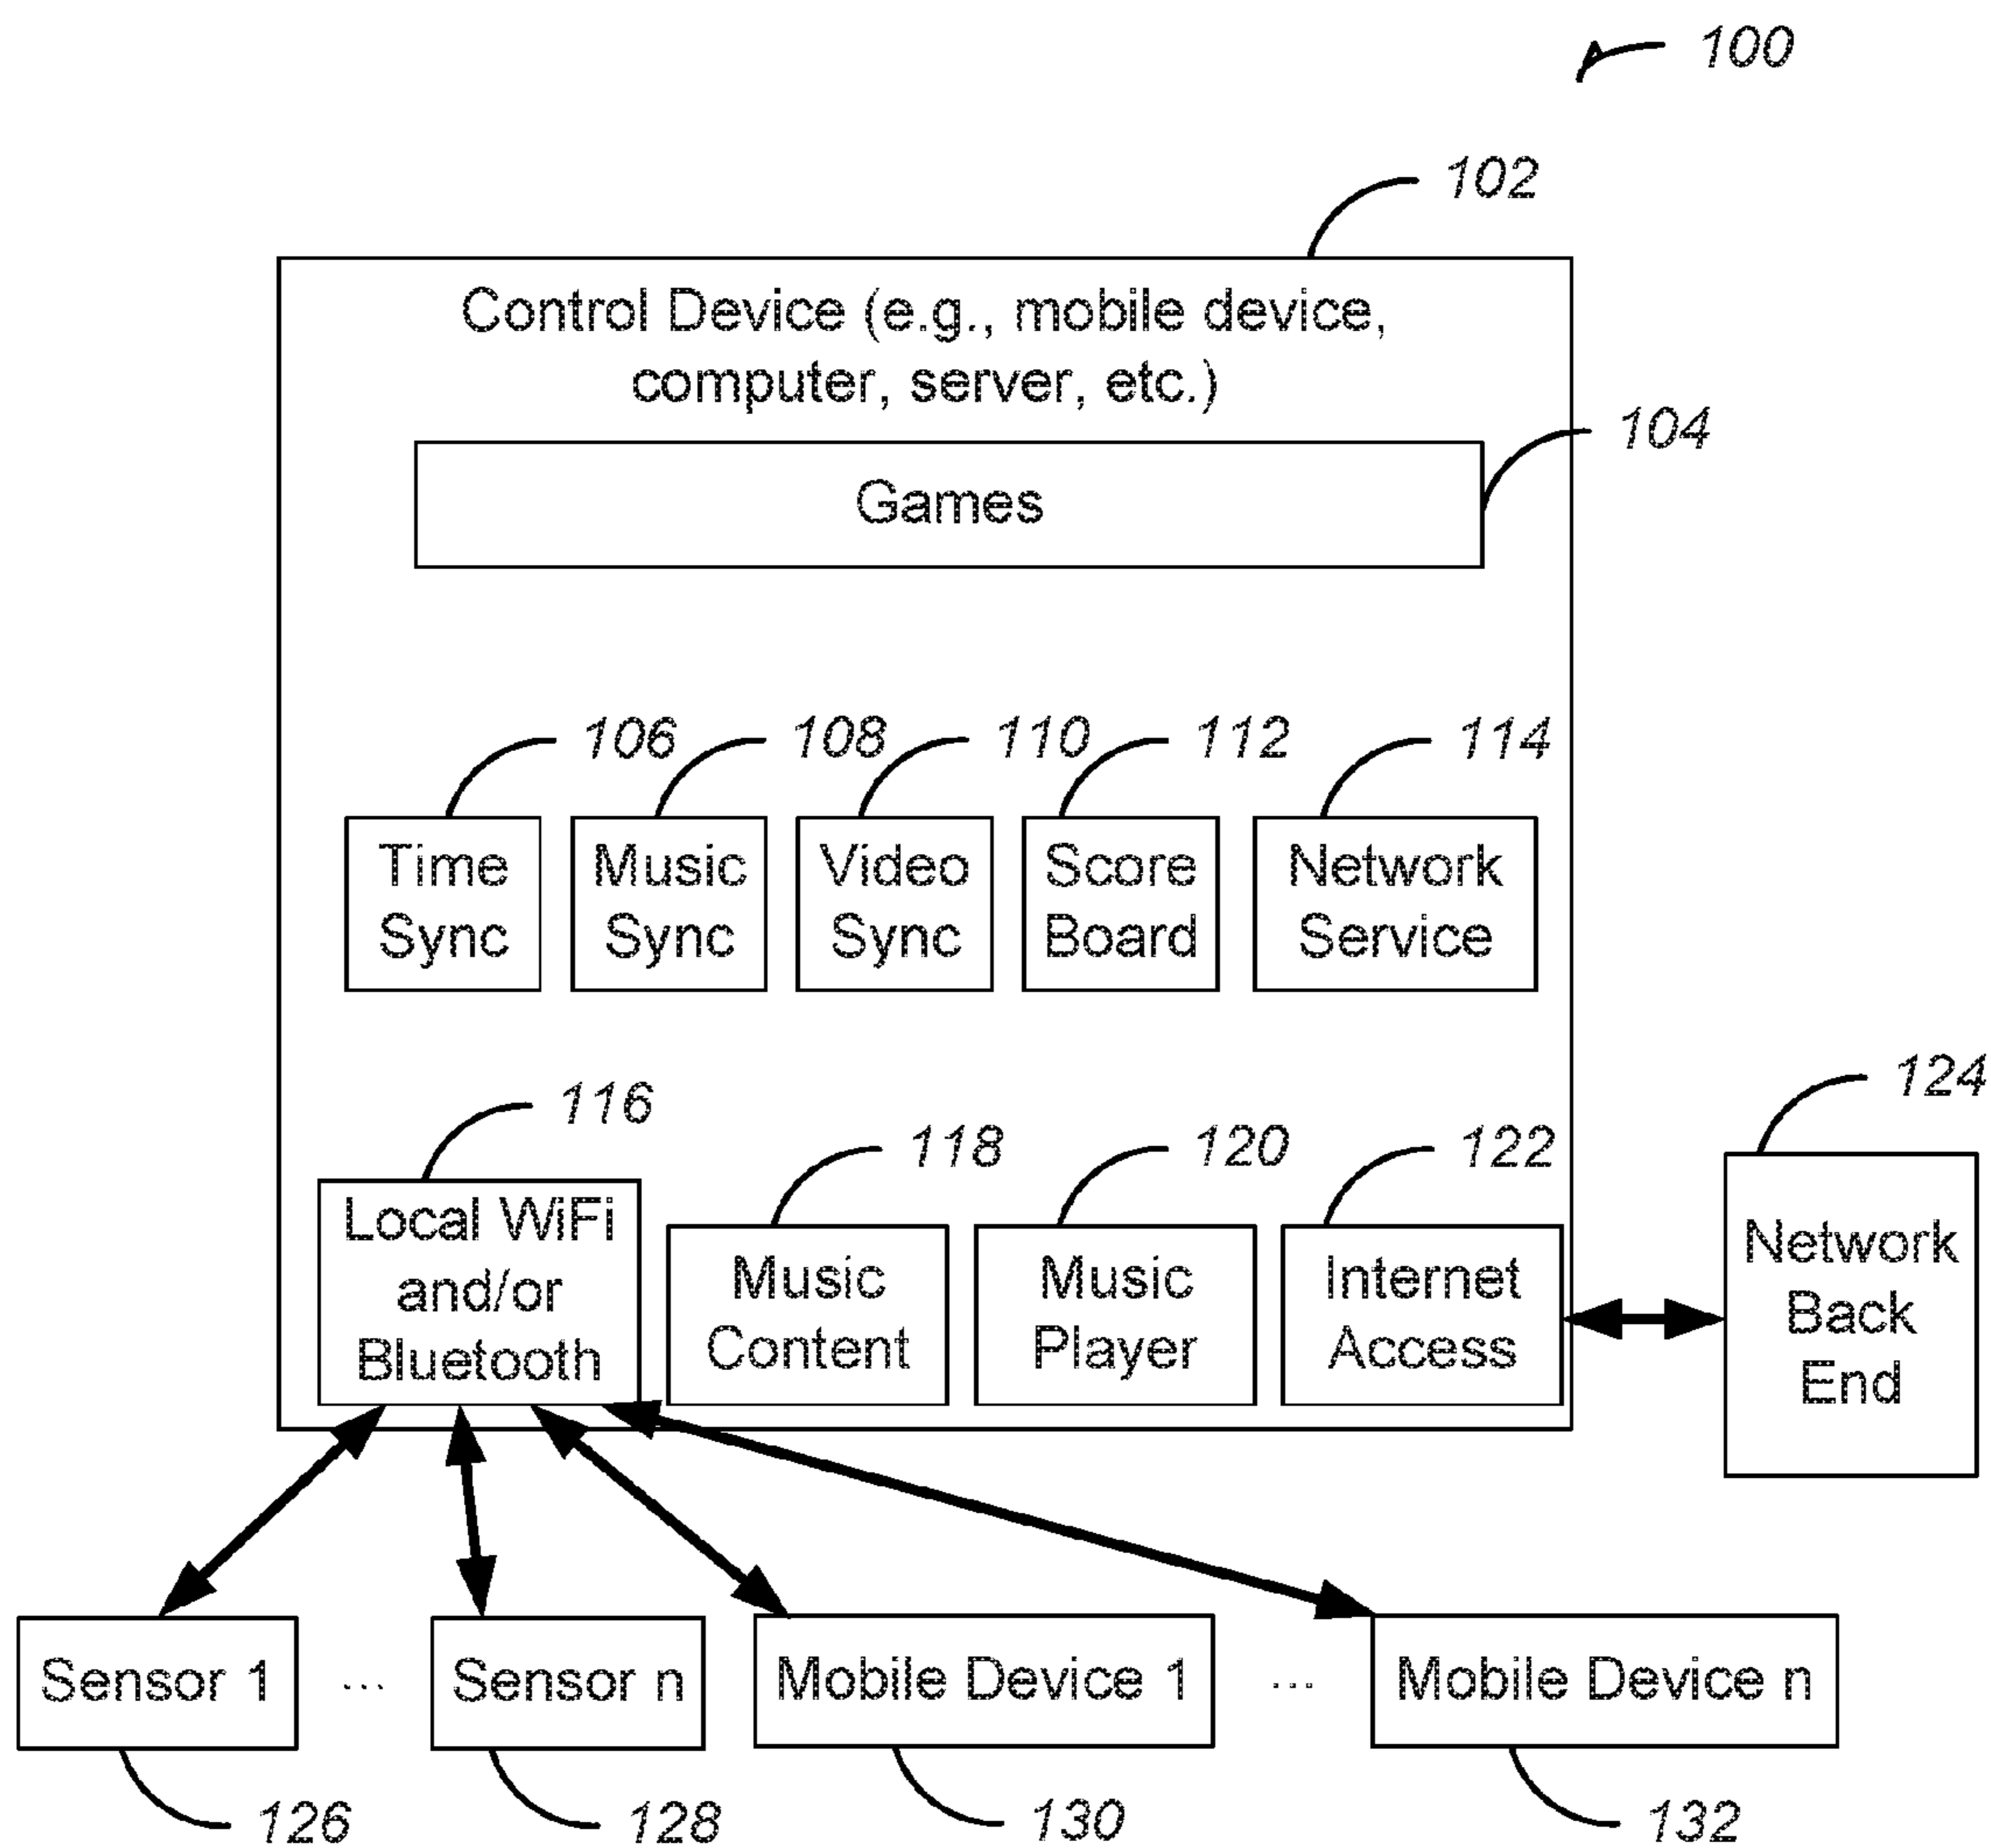 100
102
Control Device (e.g., mobile device,
computer, server, etc.)
104
Games
106 108 110 112 114
Time
Sync
Music
Sync
Video
Sync
Score
Board
Network
Service
116
118
120
122
124
Local WiFi
and/or
Bluetooth
Music
Content
Music
Player
Internet
Access
Network
Back
End
Sensor 1 ... Sensor n Mobile Device 1 ... Mobile Device n
126 128 130 132